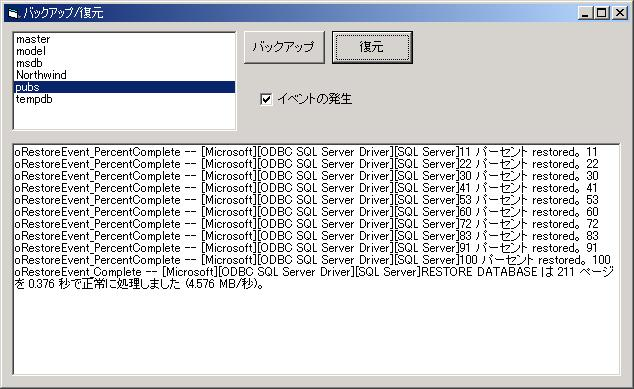 バックアップ/復元
master
model
msdb
Northwind
pubs
tempdb
バックアップ
復元
イベントの発生
oRestoreEvent_PercentComplete -- [Microsoft][ODBC SQL Server Driver][SQL Server]11 パーセント restored。 11
oRestoreEvent_PercentComplete -- [Microsoft][ODBC SQL Server Driver][SQL Server]22 パーセント restored。 22
oRestoreEvent_PercentComplete -- [Microsoft][ODBC SQL Server Driver][SQL Server]30 パーセント restored。 30
oRestoreEvent_PercentComplete -- [Microsoft][ODBC SQL Server Driver][SQL Server]41 パーセント restored。 41
oRestoreEvent_PercentComplete -- [Microsoft][ODBC SQL Server Driver][SQL Server]53 パーセント restored。 53
oRestoreEvent_PercentComplete -- [Microsoft][ODBC SQL Server Driver][SQL Server]60 パーセント restored。 60
oRestoreEvent_PercentComplete -- [Microsoft][ODBC SQL Server Driver][SQL Server]72 パーセント restored。 72
oRestoreEvent_PercentComplete -- [Microsoft][ODBC SQL Server Driver][SQL Server]83 パーセント restored。 83
oRestoreEvent_PercentComplete -- [Microsoft][ODBC SQL Server Driver][SQL Server]91 パーセント restored。 91
oRestoreEvent_PercentComplete -- [Microsoft][ODBC SQL Server Driver][SQL Server]100 パーセント restored。 100
oRestoreEvent_Complete -- [Microsoft][ODBC SQL Server Driver][SQL Server]RESTORE DATABASE は 211 ページ
を 0.376 秒で正常に処理しました (4.576 MB/秒)。